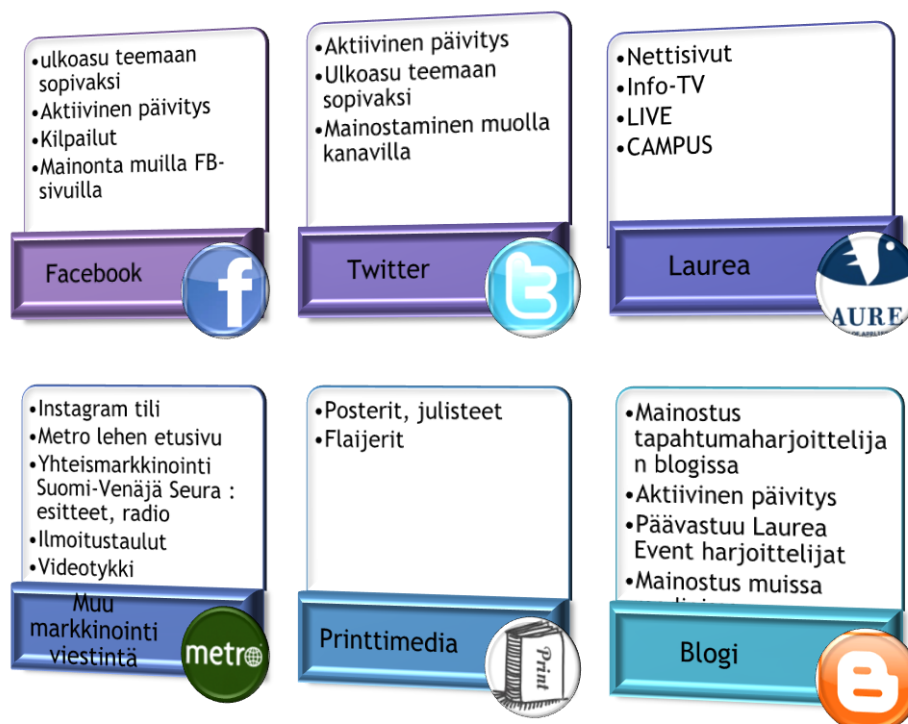 •ulkoasu teemaan
sopivaksi
•Aktiivinen päivitys
•Kilpailut
•Mainonta muilla FB-
sivuilla
Facebook
f
•Aktiivinen päivitys
•Ulkoasu teemaan
sopivaksi
•Mainostaminen muolla
kanavilla
Twitter
t
•Nettisivut
•Info-TV
•LIVE
•CAMPUS
Laurea
AURE
•Instagram tili
•Metro lehen etusivu
•Yhteismarkkinointi
Suomi-Venäjä Seura :
esitteet, radio
•Ilmoitustaulut
•Videotykki
Muu
markkinointi
viestintä
metro
•Posterit, julisteet
•Flaijerit
Printtimedia
Print
•Mainostus
tapahtumaharjoittelija
n blogissa
•Aktiivinen päivitys
•Päävastuu Laurea
Event harjoittelijat
•Mainostus muissa
Blogi
B